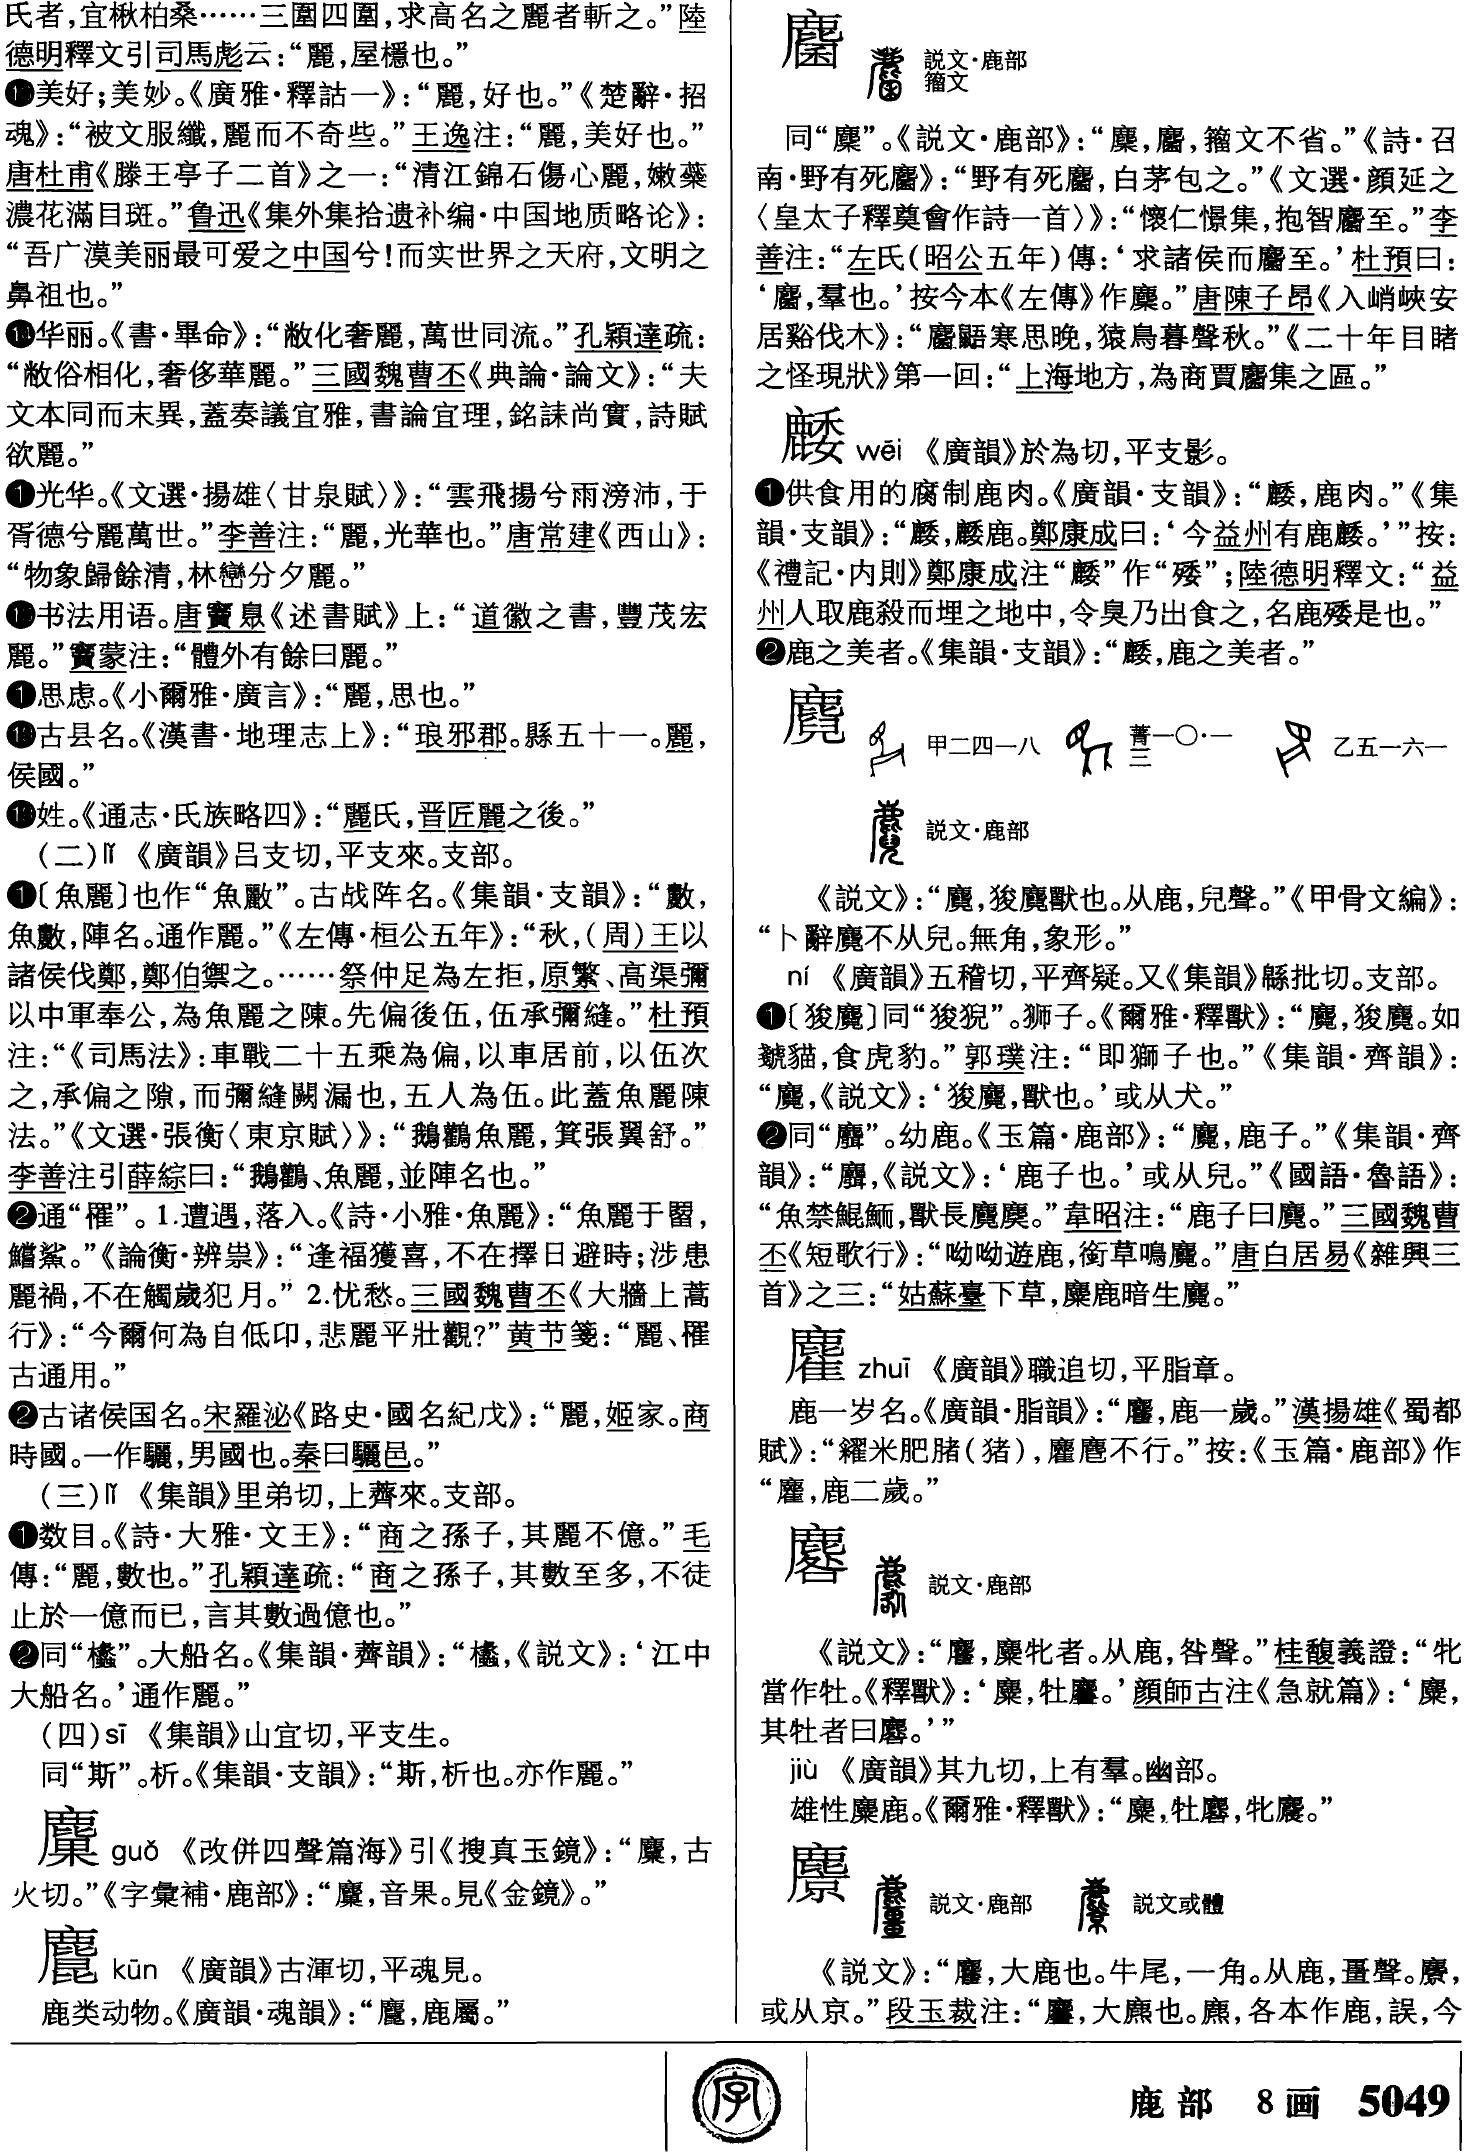 氏者，宜楸柏桑……三圍四圍，求高名之麗者斬之。”陸
德明釋文引司馬彪云：“麗，屋檼也。”
⓭美好；美妙。《廣雅·釋詁一》：“麗，好也。”《楚辭·招
魂》：“被文服纖，麗而不奇些。”王逸注：“麗，美好也。”
唐杜甫《滕王亭子二首》之一：“清江錦石傷心麗，嫩蘂
濃花滿目斑。”鲁迅《集外集拾遗补编·中国地质略论》：
“吾广漠美丽最可爱之中国兮！而实世界之天府，文明之
鼻祖也。”
⓮华丽。《書·畢命》：“敝化奢麗，萬世同流。”孔穎達疏：
“敝俗相化，奢侈華麗。”三國魏曹丕《典論·論文》：“夫
文本同而末異，蓋奏議宜雅，書論宜理，銘誄尚實，詩賦
欲麗。”
⓯光华。《文選·揚雄〈甘泉賦〉》：“雲飛揚兮雨滂沛，于
胥德兮麗萬世。”李善注：“麗，光華也。”唐常建《西山》：
“物象歸餘清，林巒分夕麗。”
⓰书法用语。唐竇臮《述書賦》上：“道徽之書，豐茂宏
麗。”竇蒙注：“體外有餘曰麗。”
⓱思虑。《小爾雅·廣言》：“麗，思也。”
⓲古县名。《漢書·地理志上》：“琅邪郡。縣五十一。麗，
侯國。”
⓳姓。《通志·氏族略四》：“麗氏，晋匠麗之後。”
（二）lí 《廣韻》吕支切，平支來。支部。
❶〔魚麗〕也作“魚𢿛”。古战阵名。《集韻·支韻》：“𢿛，
魚𢿛，陣名。通作麗。”《左傳·桓公五年》：“秋，（周）王以
諸侯伐鄭，鄭伯禦之。……祭仲足為左拒，原繁、高渠彌
以中軍奉公，為魚麗之陳。先偏後伍，伍承彌縫。”杜預
注：“《司馬法》：車戰二十五乘為偏，以車居前，以伍次
之，承偏之隙，而彌縫闕漏也，五人為伍。此蓋魚麗陳
法。”《文選·張衡〈東京賦〉》：“鵝鸛魚麗，箕張翼舒。”
李善注引薛綜曰：“鵝鸛、魚麗，並陣名也。”
❷通“罹”。1.遭遇，落入。《詩·小雅·魚麗》：“魚麗于罶，
鱨鯊。”《論衡·辨祟》：“逢福獲喜，不在擇日避時；涉患
麗禍，不在觸歲犯月。”2.忧愁。三國魏曹丕《大牆上蒿
行》：“今爾何為自低卬，悲麗平壯觀？”黄节箋：“麗、罹
古通用。”
❷古诸侯国名。宋羅泌《路史·國名紀戊》：“麗，姬家。商
時國。一作驪，男國也。秦曰驪邑。”
（三）lǐ 《集韻》里弟切，上薺來。支部。
❶数目。《詩·大雅·文王》：“商之孫子，其麗不億。”毛
傳：“麗，數也。”孔穎達疏：“商之孫子，其數至多，不徒
止於一億而已，言其數過億也。”
❷同“欚”。大船名。《集韻·薺韻》：“欚，《説文》：‘江中
大船名。’通作麗。”
（四）sī 《集韻》山宜切，平支生。
同“斯”。析。《集韻·支韻》：“斯，析也。亦作麗。”
guǒ 《改併四聲篇海》引《搜真玉鏡》：“，古
火切。”《字彙補·鹿部》：“，音果。見《金鏡》。”
kūn 《廣韻》古渾切，平魂見。
鹿类动物。《廣韻·魂韻》：“，鹿屬。”
麕 説文·鹿部
籀文
同“麇”。《説文·鹿部》：“麇，麕，籀文不省。”《詩·召
南·野有死麕》：“野有死麕，白茅包之。”《文選·顔延之
〈皇太子釋奠會作詩一首〉》：“懷仁憬集，抱智麕至。”李
善注：“左氏（昭公五年）傳：‘求諸侯而麕至。’杜預曰：
‘麕，羣也。’按今本《左傳》作麇。”唐陳子昂《入峭峽安
居谿伐木》：“麕鼯寒思晚，猿鳥暮聲秋。”《二十年目睹
之怪現狀》第一回：“上海地方，為商賈麕集之區。”
䴧 wēi 《廣韻》於為切，平支影。
❶供食用的腐制鹿肉。《廣韻·支韻》：“䴧，鹿肉。”《集
韻·支韻》：“䴧，䴧鹿。鄭康成曰：‘今益州有鹿䴧。’”按：
《禮記·内則》鄭康成注“䴧”作“𣨙”；陸德明釋文：“益
州人取鹿殺而埋之地中，令臭乃出食之，名鹿𣨙是也。”
❷鹿之美者。《集韻·支韻》：“䴧，鹿之美者。”
麑 甲二四一八 菁一〇·一三 乙五一六一
説文·鹿部
《説文》：“麑，狻麑獸也。从鹿，兒聲。”《甲骨文編》：
“卜辭麑不从兒。無角，象形。”
ní 《廣韻》五稽切，平齊疑。又《集韻》緜批切。支部。
❶〔狻麑〕同“狻猊”。狮子。《爾雅·釋獸》：“麑，狻麑。如
虦貓，食虎豹。”郭璞注：“即獅子也。”《集韻·齊韻》：
“麑，《説文》：‘狻麑，獸也。’或从犬。”
❷同“麛”。幼鹿。《玉篇·鹿部》：“麑，鹿子。”《集韻·齊
韻》：“麛，《説文》：‘鹿子也。’或从兒。”《國語·魯語》：
“魚禁鯤鮞，獸長麑䴠。”韋昭注：“鹿子曰麑。”三國魏曹
丕《短歌行》：“呦呦遊鹿，銜草鳴麑。”唐白居易《雜興三
首》之三：“姑蘇臺下草，麋鹿暗生麑。”
zhuī 《廣韻》職追切，平脂章。
鹿一岁名。《廣韻·脂韻》：“，鹿一歲。”漢揚雄《蜀都
賦》：“糴米肥腞（猪），不行。”按：《玉篇·鹿部》作
“，鹿二歲。”
麔 説文·鹿部
《説文》：“麔，麋牝者。从鹿，咎聲。”桂馥義證：“牝
當作牡。《釋獸》：‘麋，牡麔。’顔師古注《急就篇》：‘麋，
其牡者曰麔。’”
jiù 《廣韻》其九切，上有羣。幽部。
雄性麋鹿。《爾雅·釋獸》：“麋，牡麔，牝麎。”
麖 説文·鹿部 説文或體
《説文》：“，大鹿也。牛尾，一角。从鹿，畺聲。麖，
或从京。”段玉裁注：“，大麃也。麃，各本作鹿，誤，今
字
鹿部 8画 5049